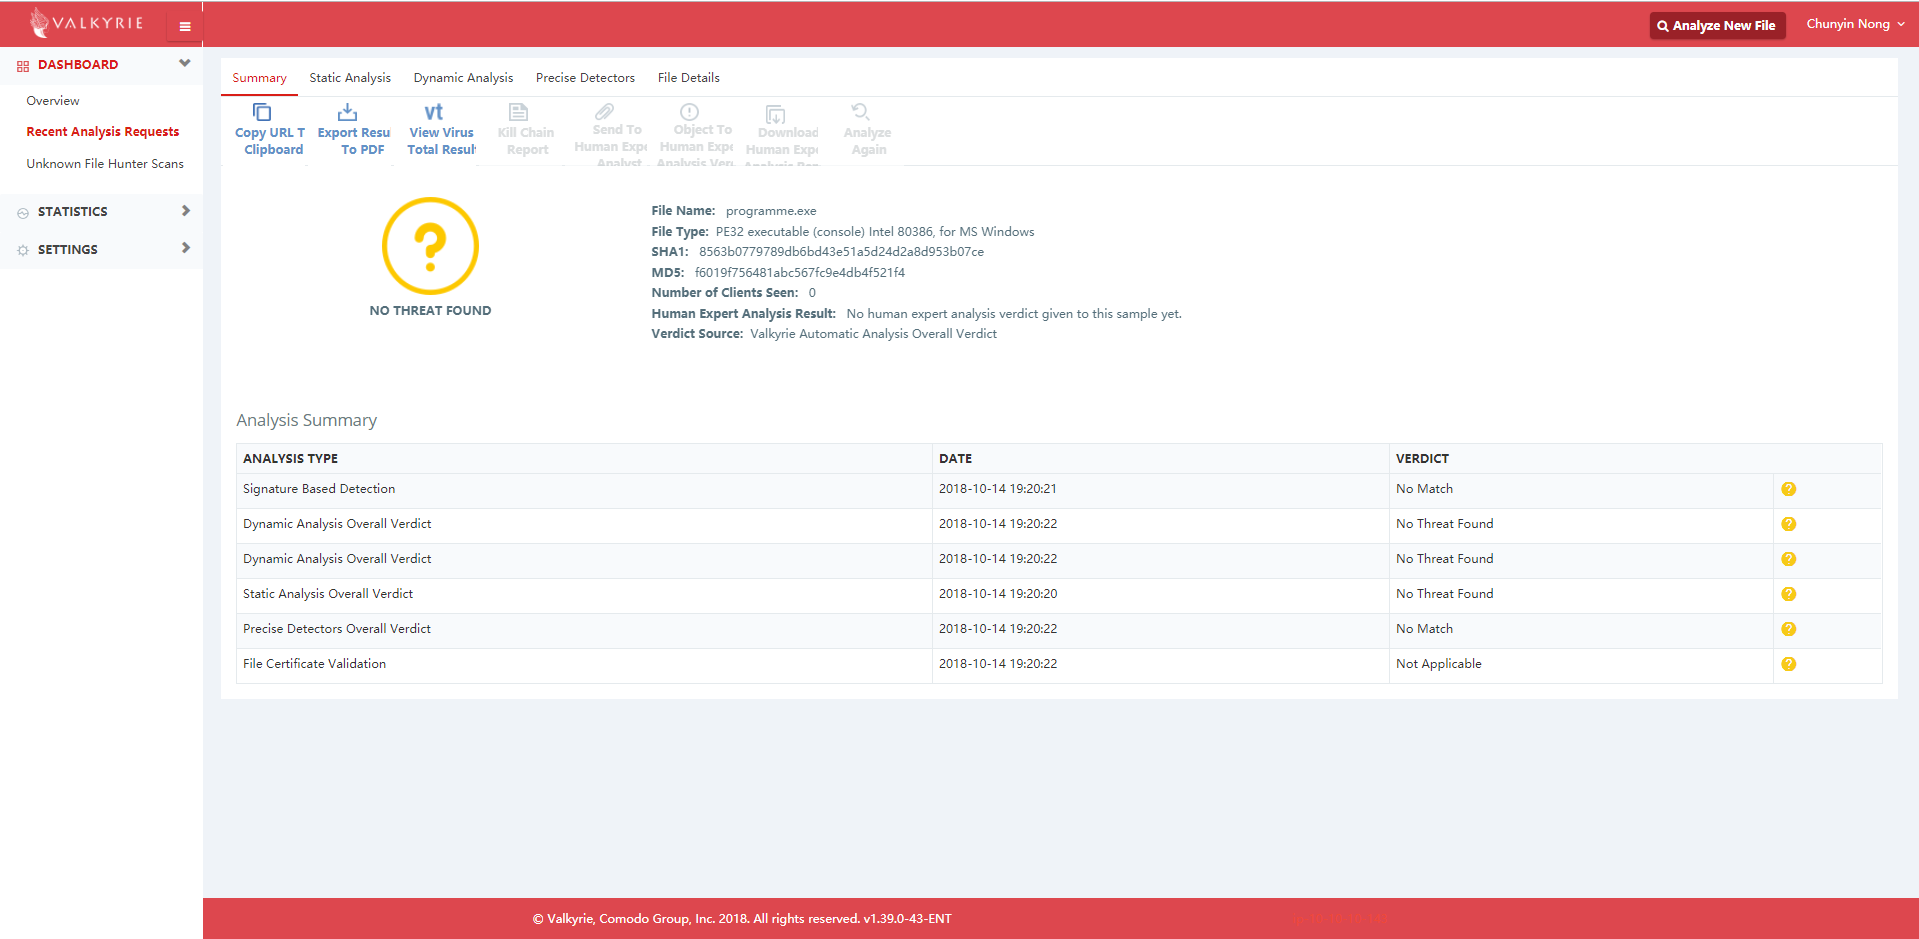 VALKYRIE
Analyze New File
Chunyin Nong
DASHBOARD
Overview
Recent Analysis Requests
Unknown File Hunter Scans
STATISTICS
SETTINGS
Summary Static Analysis Dynamic Analysis Precise Detectors File Details
Copy URL T
Clipboard
Export Resu
To PDF
vt
View Virus
Total Resul
Kill Chain
Report
Send To
Human Expe
Analyst
Object To
Human Expe
Analysis Ver
Download
Human Expe
Analysis
Analyze
Again
NO THREAT FOUND
File Name: programme.exe
File Type: PE32 executable (console) Intel 80386, for MS Windows
SHA1: 8563b0779789db6bd43e51a5d24d2a8d953b07ce
MD5: f6019f756481abc567fc9e4db4f521f4
Number of Clients Seen: 0
Human Expert Analysis Result: No human expert analysis verdict given to this sample yet.
Verdict Source: Valkyrie Automatic Analysis Overall Verdict
Analysis Summary
ANALYSIS TYPE DATE VERDICT
Signature Based Detection 2018-10-14 19:20:21 No Match ?
Dynamic Analysis Overall Verdict 2018-10-14 19:20:22 No Threat Found ?
Dynamic Analysis Overall Verdict 2018-10-14 19:20:22 No Threat Found ?
Static Analysis Overall Verdict 2018-10-14 19:20:20 No Threat Found ?
Precise Detectors Overall Verdict 2018-10-14 19:20:22 No Match ?
File Certificate Validation 2018-10-14 19:20:22 Not Applicable ?
© Valkyrie, Comodo Group, Inc. 2018. All rights reserved. v1.39.0-43-ENT